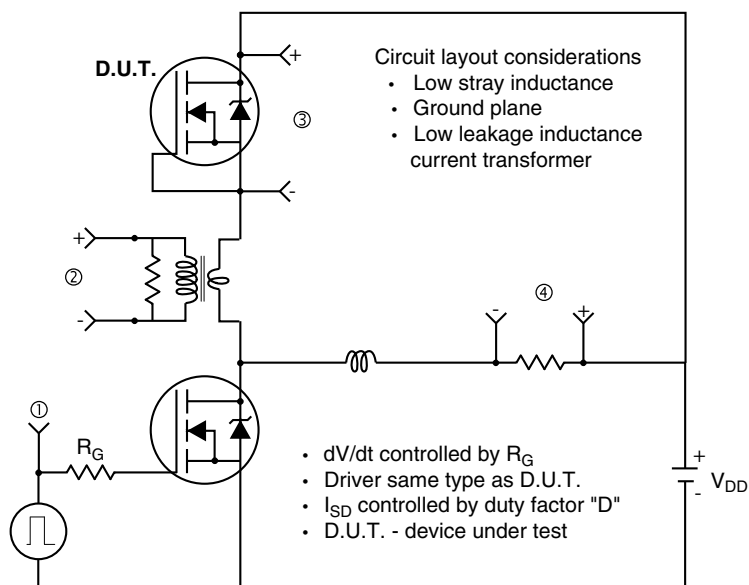 D.U.T.
+
③
-
Circuit layout considerations
• Low stray inductance
• Ground plane
• Low leakage inductance
current transformer
+
②
-
④
- +
①
R_G
• dV/dt controlled by R_G
• Driver same type as D.U.T.
• I_SD controlled by duty factor "D"
• D.U.T. - device under test
+
-
V_DD